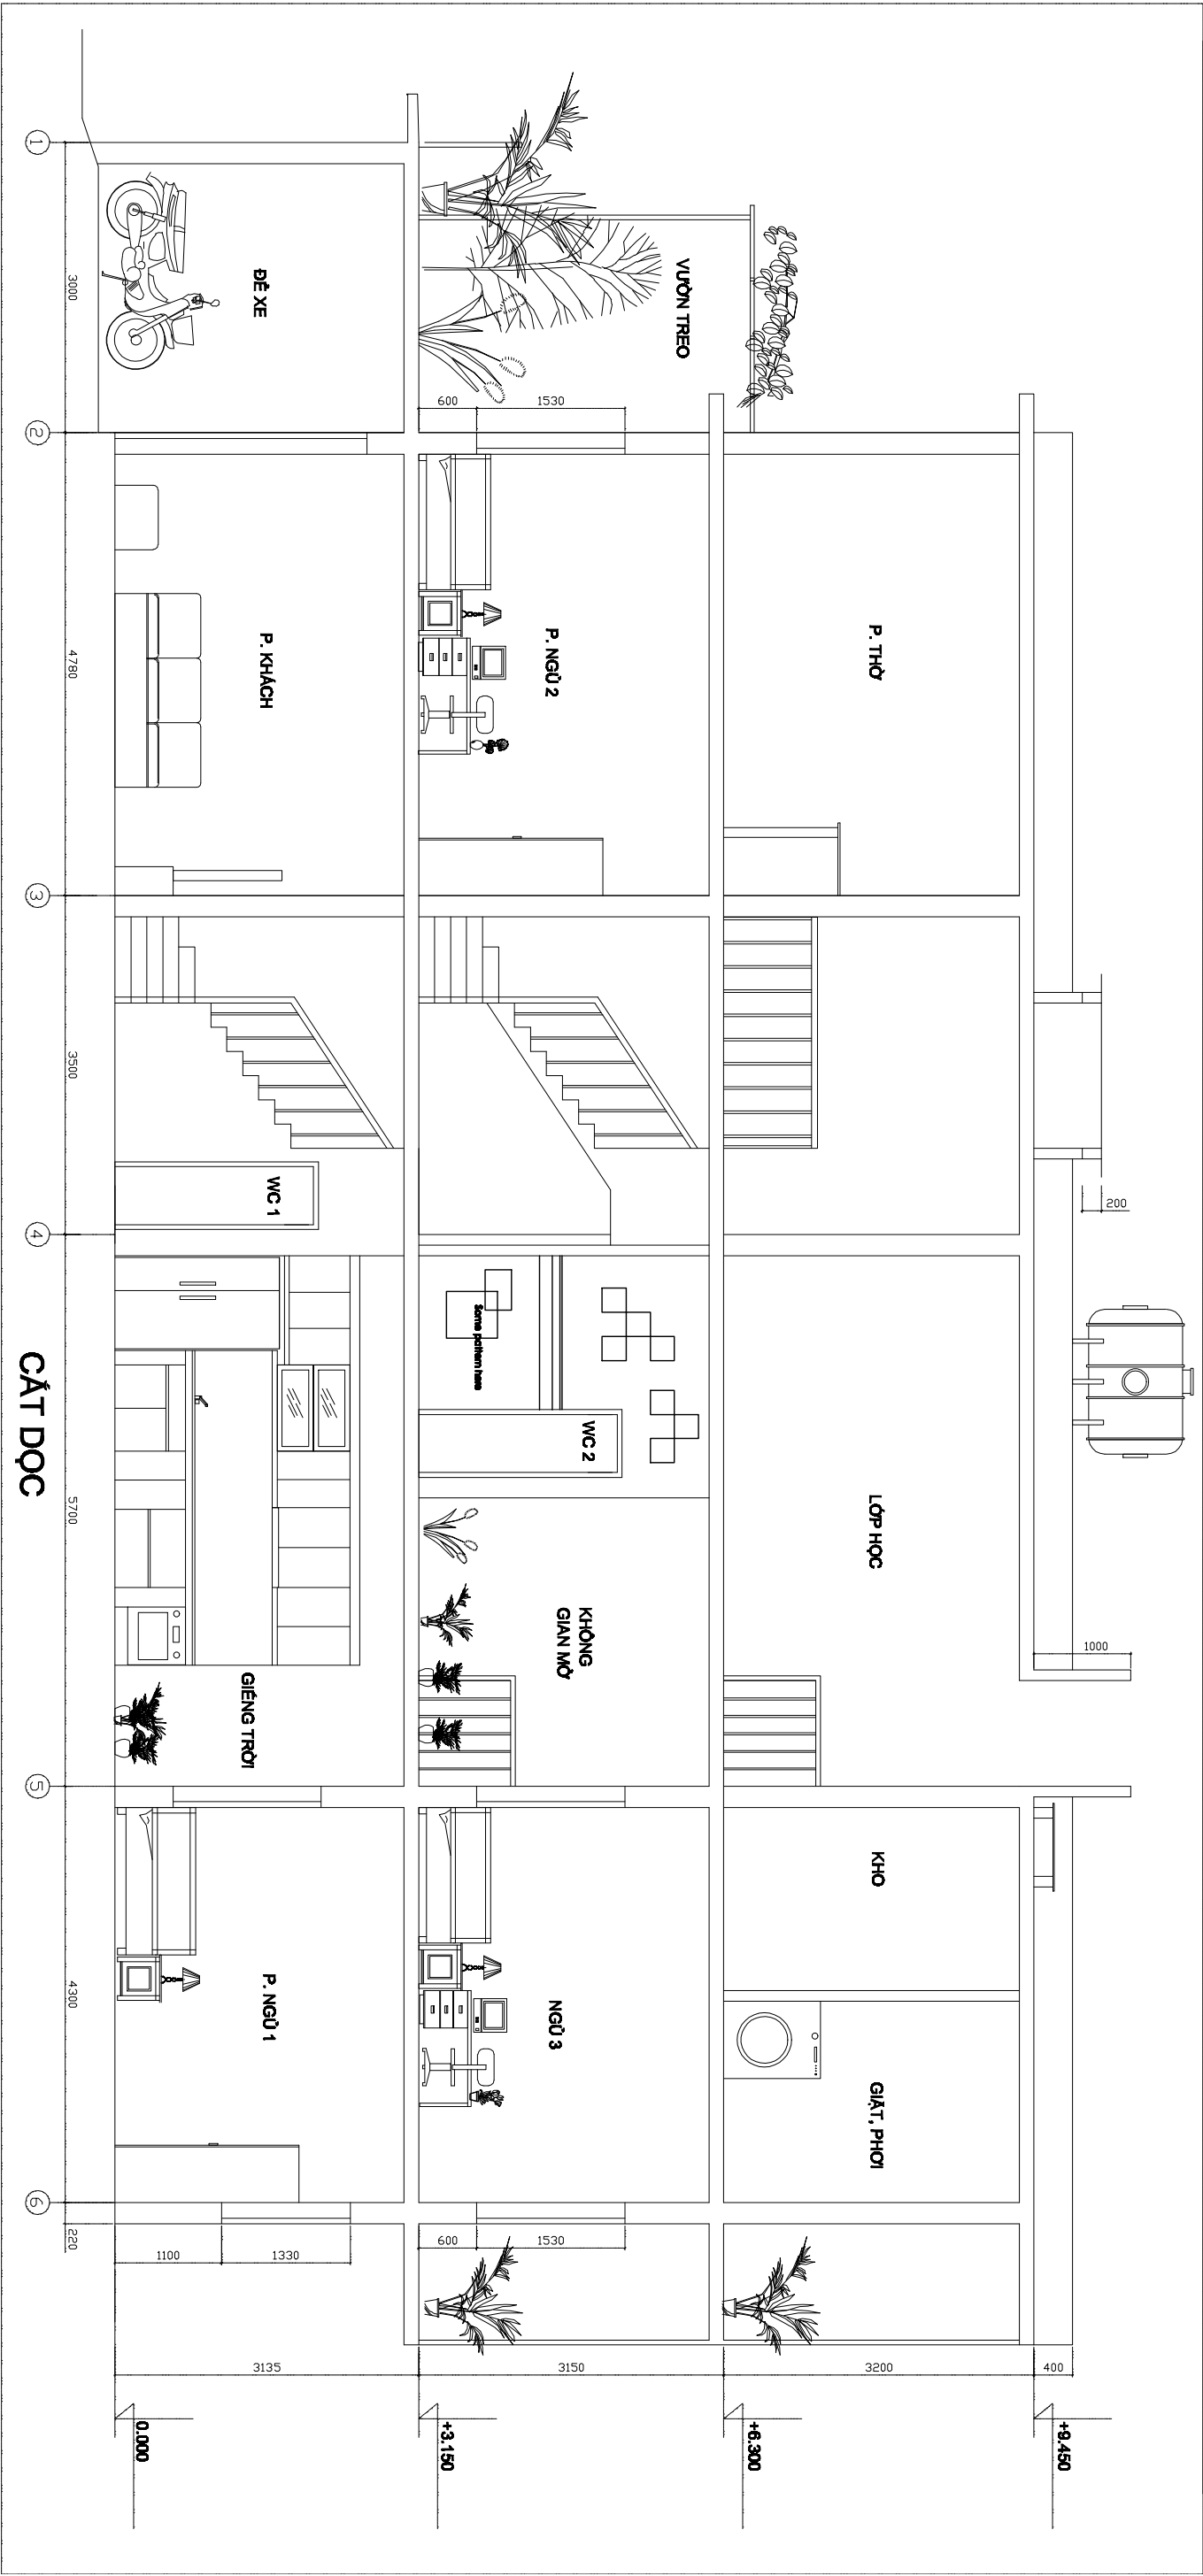 +9.450
+6.300
+3.150
0.000
400
3200
3150
3135
200
1000
VƯỜN TREO
P. THỜ
LỚP HỌC
KHO
GIẶT, PHƠI
600
1530
P. NGỦ 2
Some pattern here
WC 2
KHÔNG
GIAN MỞ
NGỦ 3
600
1530
ĐỂ XE
P. KHÁCH
WC 1
GIẾNG TRỜI
P. NGỦ 1
1100
1330
3000
4780
3500
5700
4300
220
1
2
3
4
5
6
CẮT DỌC